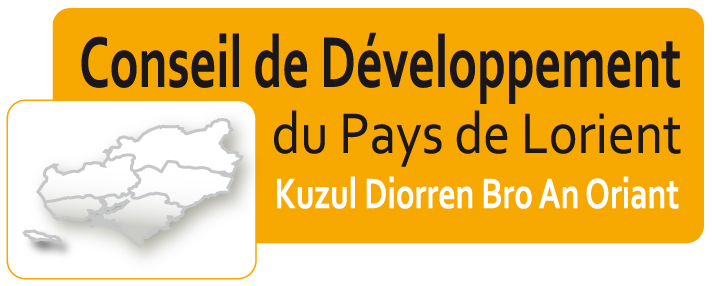 Conseil de Développement
du Pays de Lorient
Kuzul Diorren Bro An Oriant